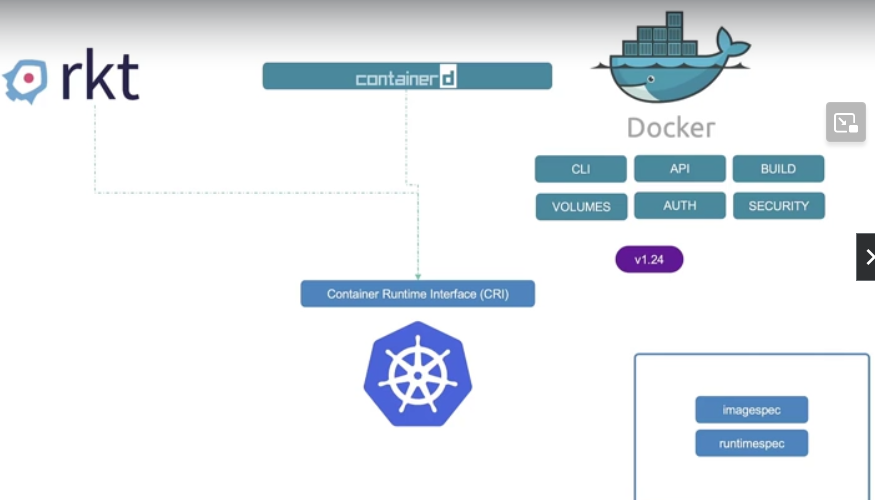 rkt
containerd
Docker
CLI
API
BUILD
VOLUMES
AUTH
SECURITY
v1.24
Container Runtime Interface (CRI)
imagespec
runtimespec